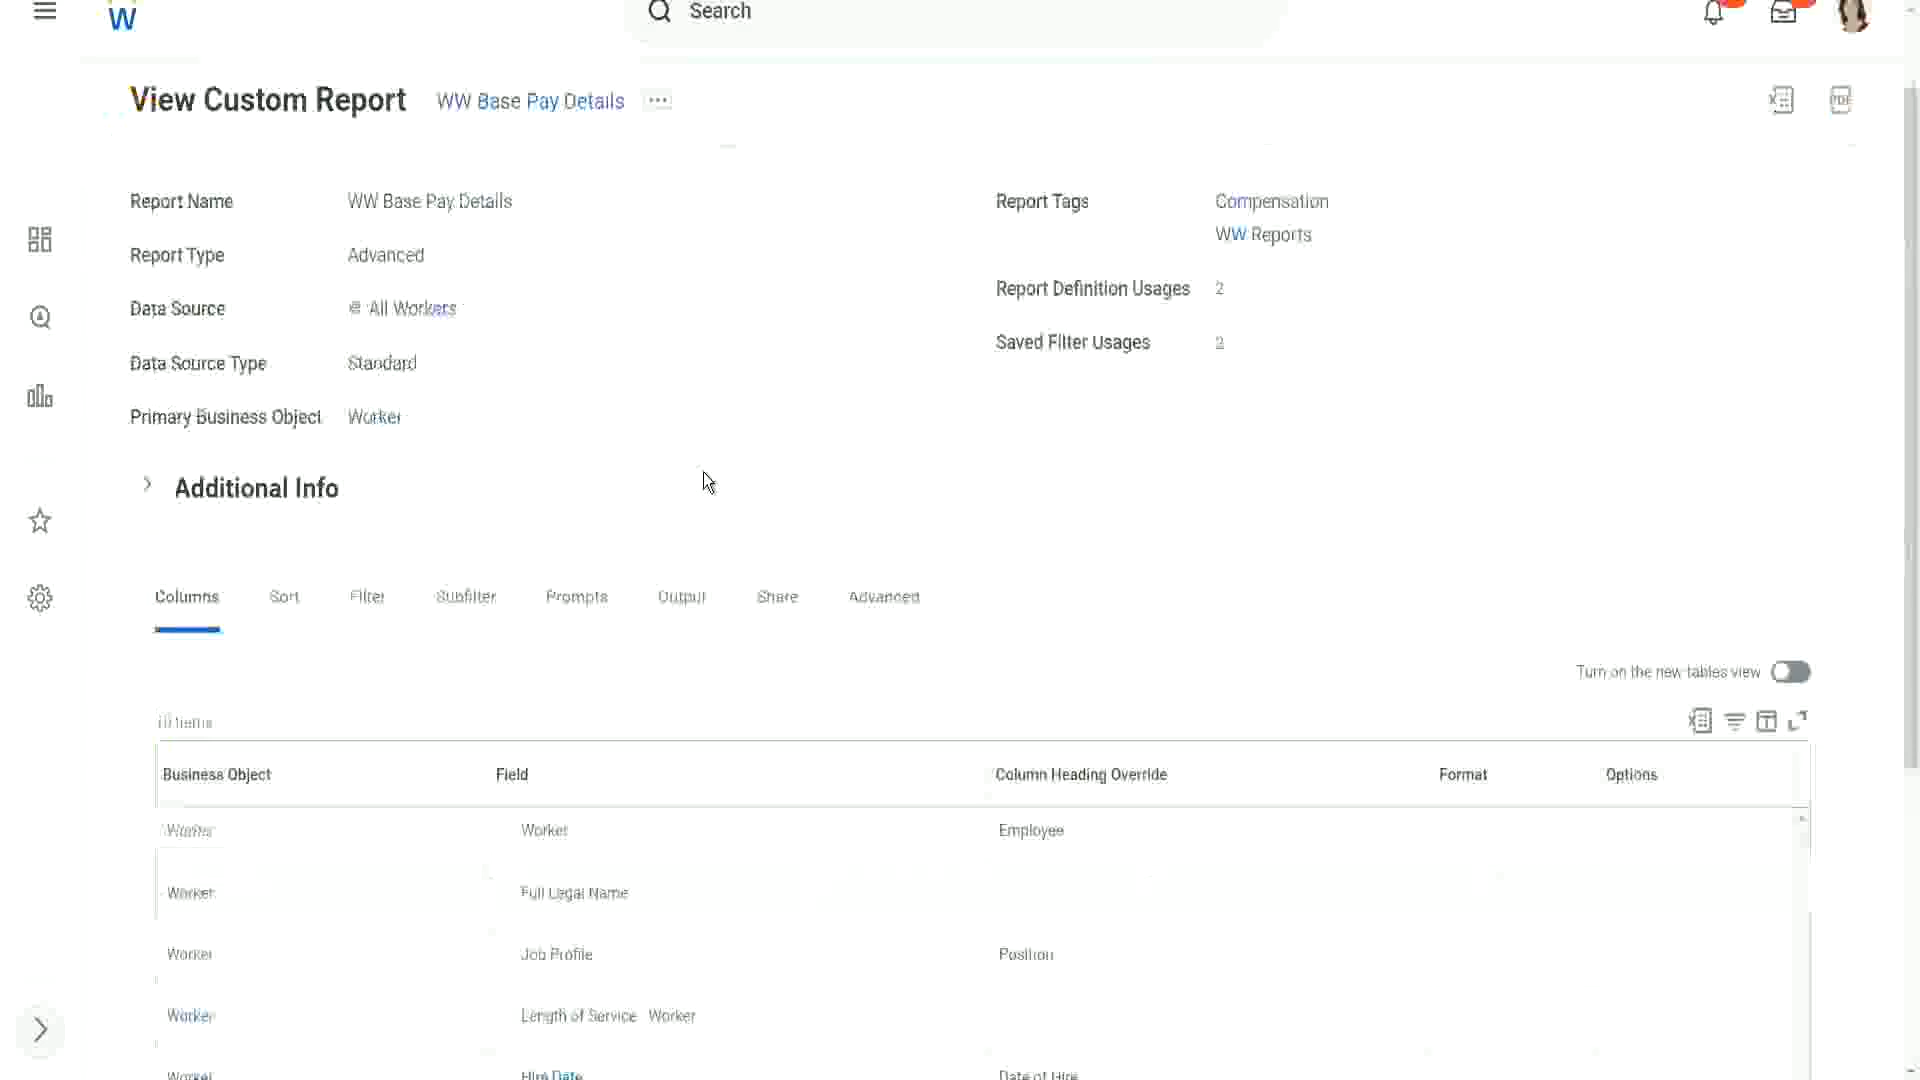 W
Search
View Custom Report WW Base Pay Details ...
PDF
Report Name WW Base Pay Details
Report Tags Compensation
WW Reports
Report Type Advanced
Report Definition Usages 2
Data Source All Workers
Saved Filter Usages
Data Source Type Standard
Primary Business Object Worker
Additional Info
Columns Sort Filter Subfilter Prompts Output Share Advanced
Turn on the new tables view
items
Business Object Field Column Heading Override Format Options
Worker Worker Employee
Worker Full Legal Name
Worker Job Profile Position
Worker Length of Service Worker
Worker Hire Date Date of Hire